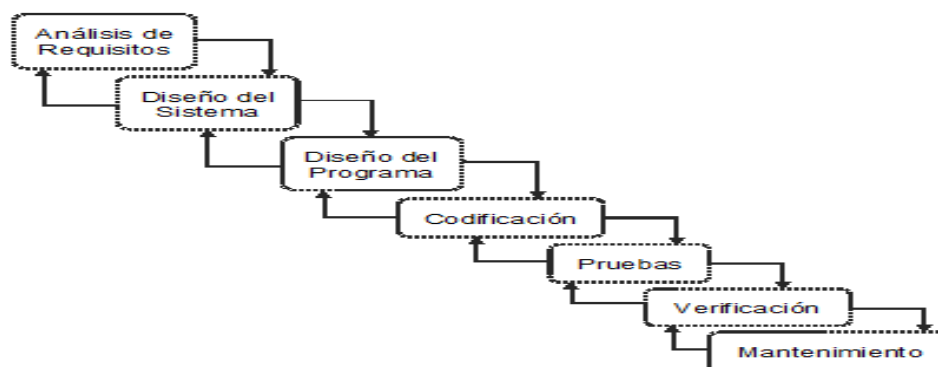 Análisis de
Requisitos
Diseño del
Sistema
Diseño del
Programa
Codificación
Pruebas
Verificación
Mantenimiento